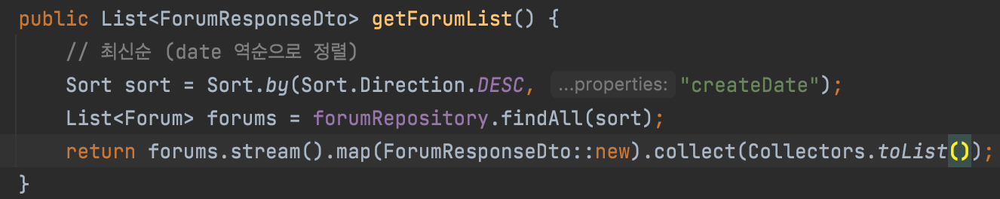 public List<ForumResponseDto> getForumList() {
// 최신순 (date 역순으로 정렬)
Sort sort = Sort.by(Sort.Direction.DESC, ...properties: "createDate");
List<Forum> forums = forumRepository.findAll(sort);
return forums.stream().map(ForumResponseDto::new).collect(Collectors.toList());
}